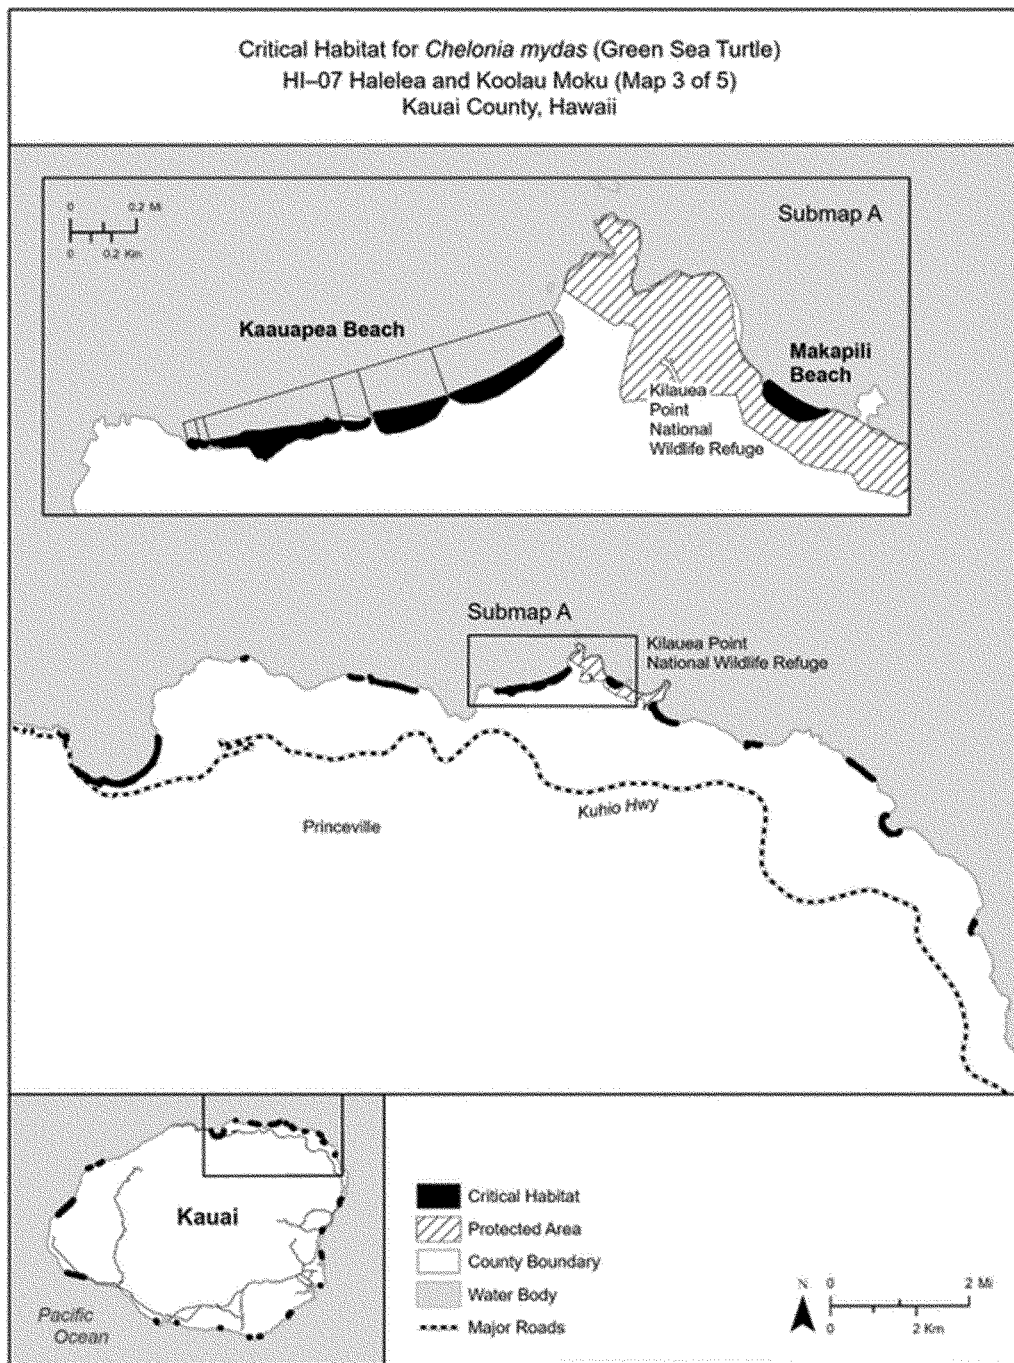 Critical Habitat for Chelonia mydas (Green Sea Turtle)
HI–07 Halelea and Koolau Moku (Map 3 of 5)
Kauai County, Hawaii
0 0.2 Mi
0 0.2 Km
Submap A
Kaauapea Beach
Makapili
Beach
Kilauea
Point
National
Wildlife Refuge
Submap A
Kilauea Point
National Wildlife Refuge
Kuhio Hwy
Princeville
Kauai
Pacific
Ocean
Critical Habitat
Protected Area
County Boundary
Water Body
Major Roads
N
0 2 Mi
0 2 Km